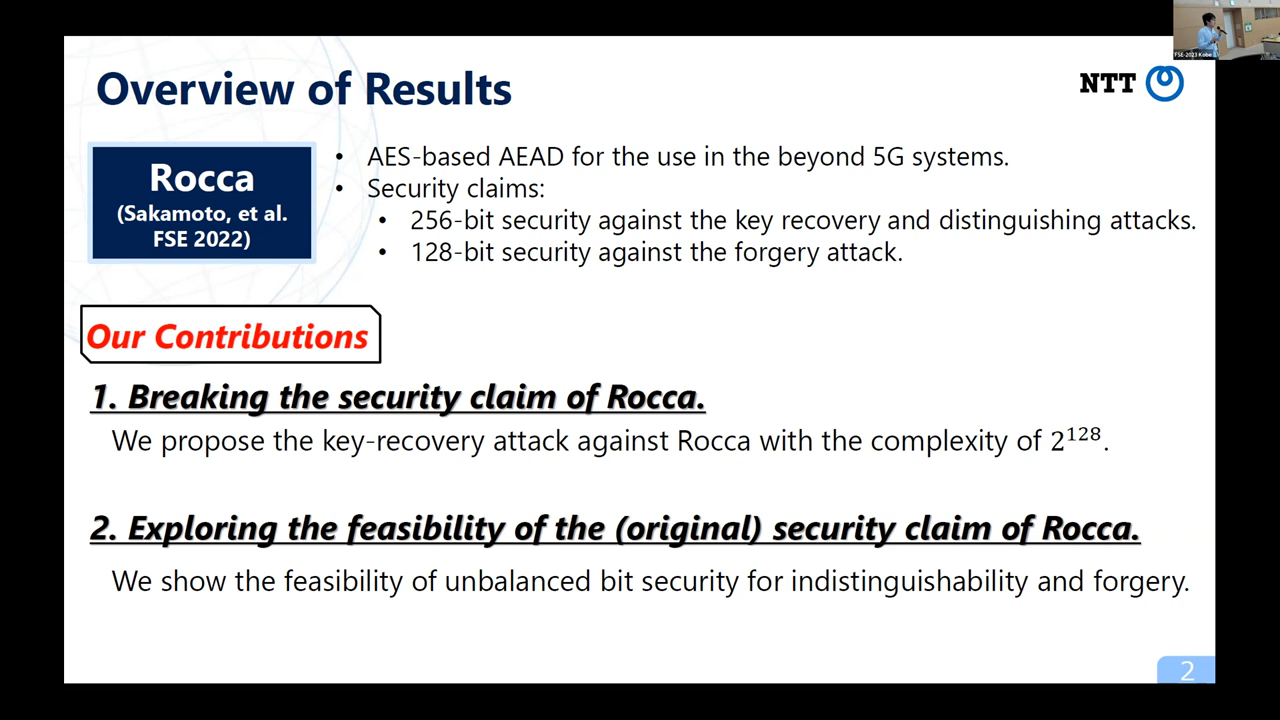 Overview of Results
NTT
FSE-2023 Kobe
Rocca
(Sakamoto, et al.
FSE 2022)
• AES-based AEAD for the use in the beyond 5G systems.
• Security claims:
• 256-bit security against the key recovery and distinguishing attacks.
• 128-bit security against the forgery attack.
Our Contributions
1. Breaking the security claim of Rocca.
We propose the key-recovery attack against Rocca with the complexity of 2¹²⁸.
2. Exploring the feasibility of the (original) security claim of Rocca.
We show the feasibility of unbalanced bit security for indistinguishability and forgery.
2